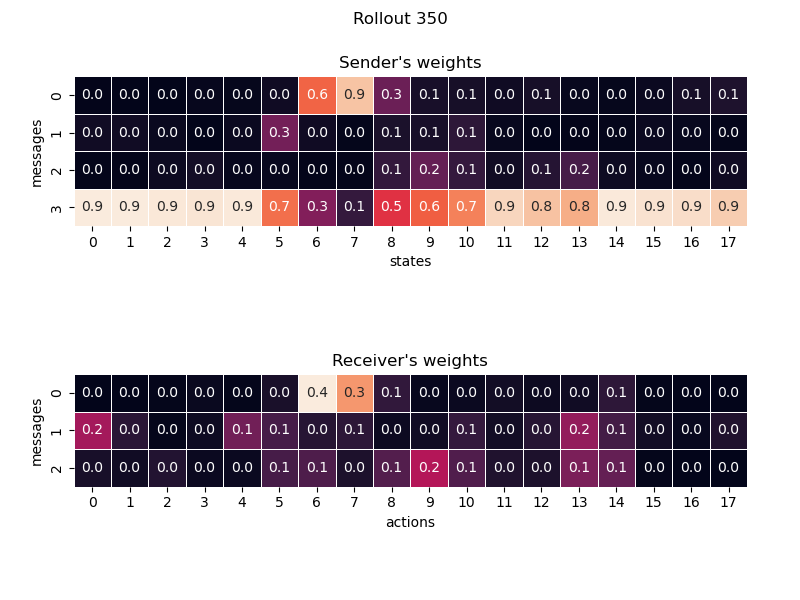 Rollout 350
Sender's weights
0 0.0 0.0 0.0 0.0 0.0 0.0 0.6 0.9 0.3 0.1 0.1 0.0 0.1 0.0 0.0 0.0 0.1 0.1
1 0.0 0.0 0.0 0.0 0.0 0.3 0.0 0.0 0.1 0.1 0.1 0.0 0.0 0.0 0.0 0.0 0.0 0.0
2 0.0 0.0 0.0 0.0 0.0 0.0 0.0 0.0 0.1 0.2 0.1 0.0 0.1 0.2 0.0 0.0 0.0 0.0
3 0.9 0.9 0.9 0.9 0.9 0.7 0.3 0.1 0.5 0.6 0.7 0.9 0.8 0.8 0.9 0.9 0.9 0.9
messages
0 1 2 3 4 5 6 7 8 9 10 11 12 13 14 15 16 17
states
Receiver's weights
0 0.0 0.0 0.0 0.0 0.0 0.0 0.4 0.3 0.1 0.0 0.0 0.0 0.0 0.0 0.1 0.0 0.0 0.0
1 0.2 0.0 0.0 0.0 0.1 0.1 0.0 0.1 0.0 0.0 0.1 0.0 0.0 0.2 0.1 0.0 0.0 0.0
2 0.0 0.0 0.0 0.0 0.0 0.1 0.1 0.0 0.1 0.2 0.1 0.0 0.0 0.1 0.1 0.0 0.0 0.0
messages
0 1 2 3 4 5 6 7 8 9 10 11 12 13 14 15 16 17
actions